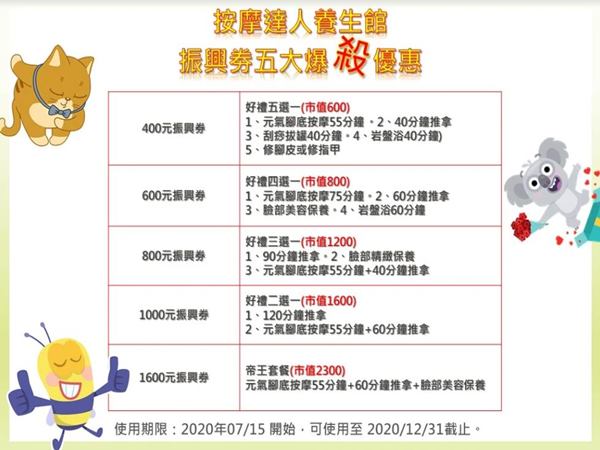 按摩達人養生館
振興券五大爆殺優惠
400元振興券
好禮五選一(市值600)
1、元氣腳底按摩55分鐘。2、40分鐘推拿
3、刮痧拔罐40分鐘。4、岩盤浴40分鐘)
5、修腳皮或修指甲
600元振興券
好禮四選一(市值800)
1、元氣腳底按摩75分鐘。2、60分鐘推拿
3、臉部美容保養。4、岩盤浴60分鐘
800元振興券
好禮三選一(市值1200)
1、90分鐘推拿。2、臉部精緻保養
3、元氣腳底按摩55分鐘+40分鐘推拿
1000元振興券
好禮二選一(市值1600)
1、120分鐘推拿
2、元氣腳底按摩55分鐘+60分鐘推拿
1600元振興券
帝王套餐(市值2300)
元氣腳底按摩55分鐘+60分鐘推拿+臉部美容保養
使用期限：2020年07/15 開始，可使用至 2020/12/31截止。